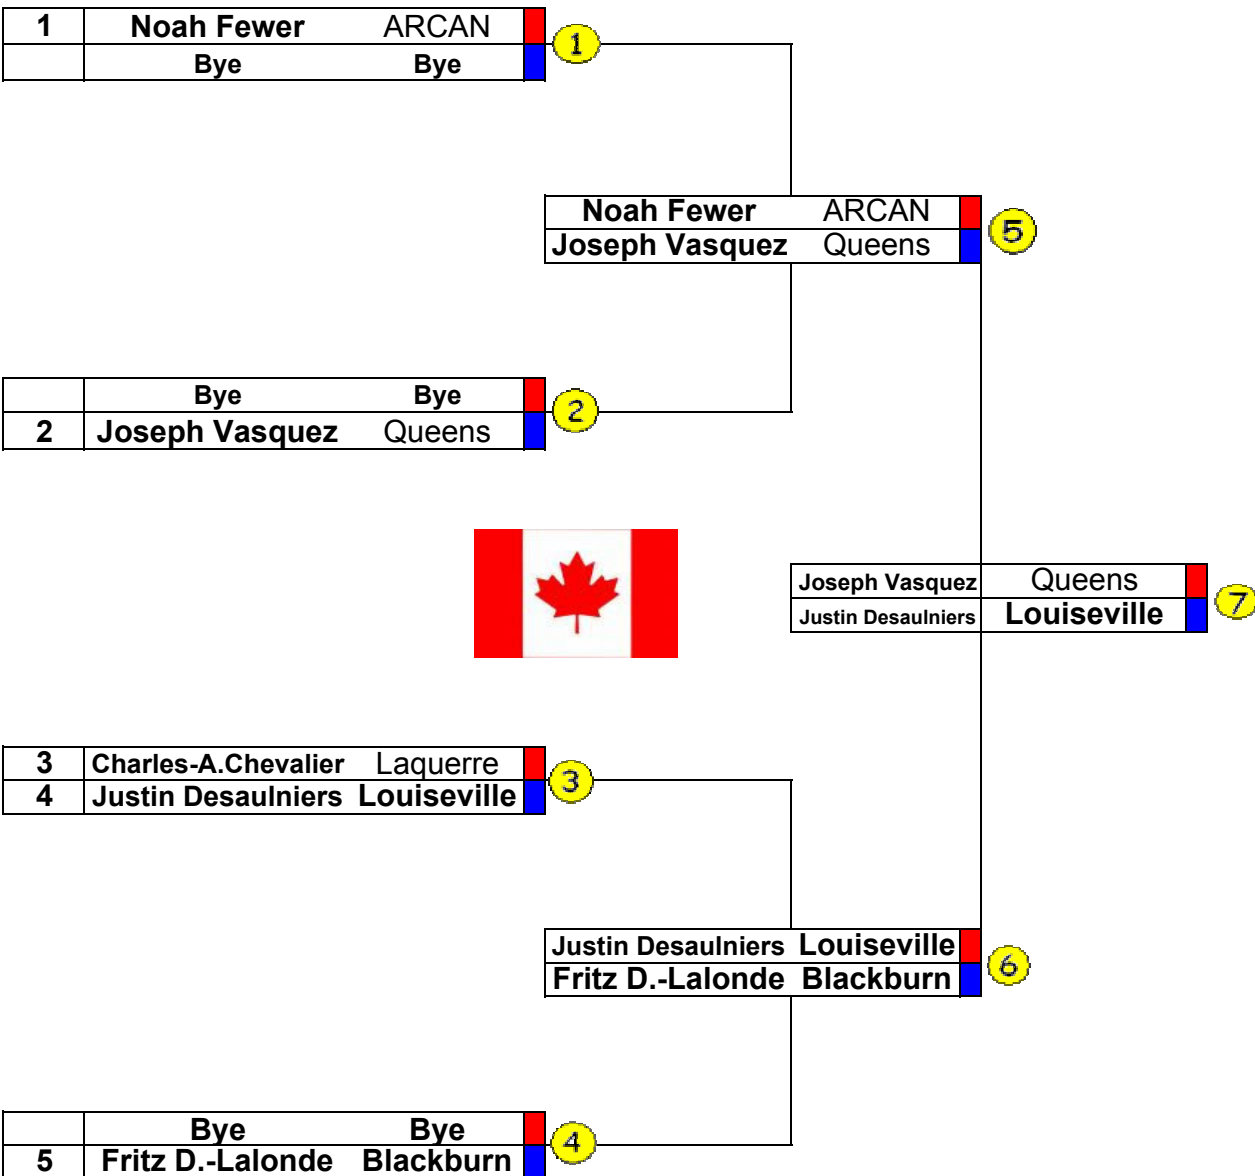 1 Noah Fewer ARCAN
1
Bye Bye
Noah Fewer ARCAN
5
Joseph Vasquez Queens
Bye Bye
2
2 Joseph Vasquez Queens
Joseph Vasquez Queens
7
Justin Desaulniers Louiseville
3 Charles-A.Chevalier Laquerre
3
4 Justin Desaulniers Louiseville
Justin Desaulniers Louiseville
6
Fritz D.-Lalonde Blackburn
Bye Bye
4
5 Fritz D.-Lalonde Blackburn